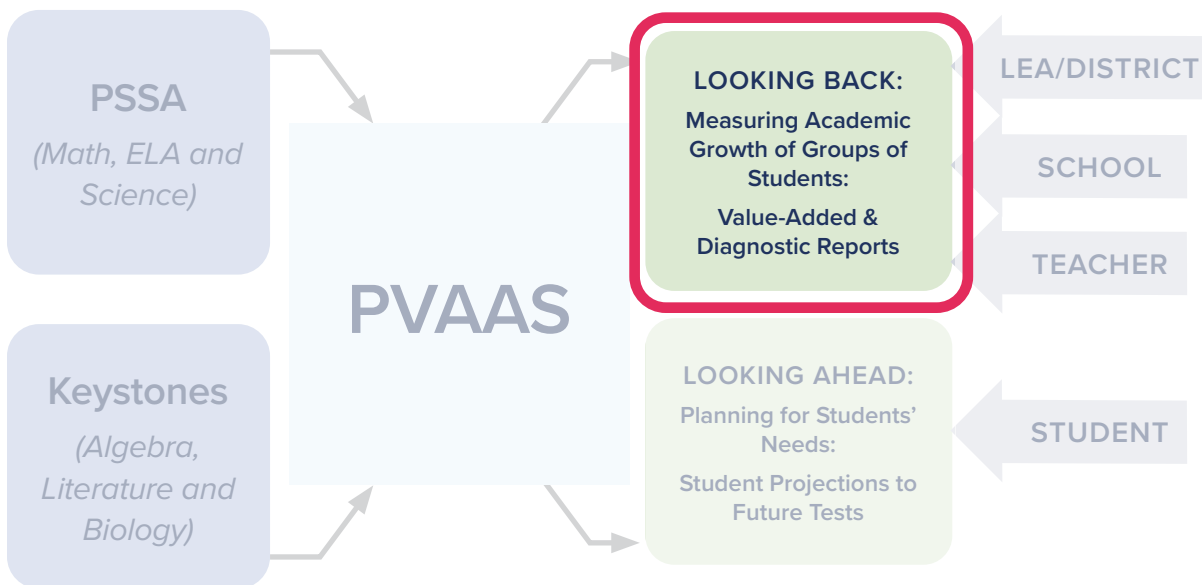 PSSA
(Math, ELA and
Science)
Keystones
(Algebra,
Literature and
Biology)
PVAAS
LOOKING BACK:
Measuring Academic
Growth of Groups of
Students:
Value-Added &
Diagnostic Reports
LOOKING AHEAD:
Planning for Students’
Needs:
Student Projections to
Future Tests
LEA/DISTRICT
SCHOOL
TEACHER
STUDENT